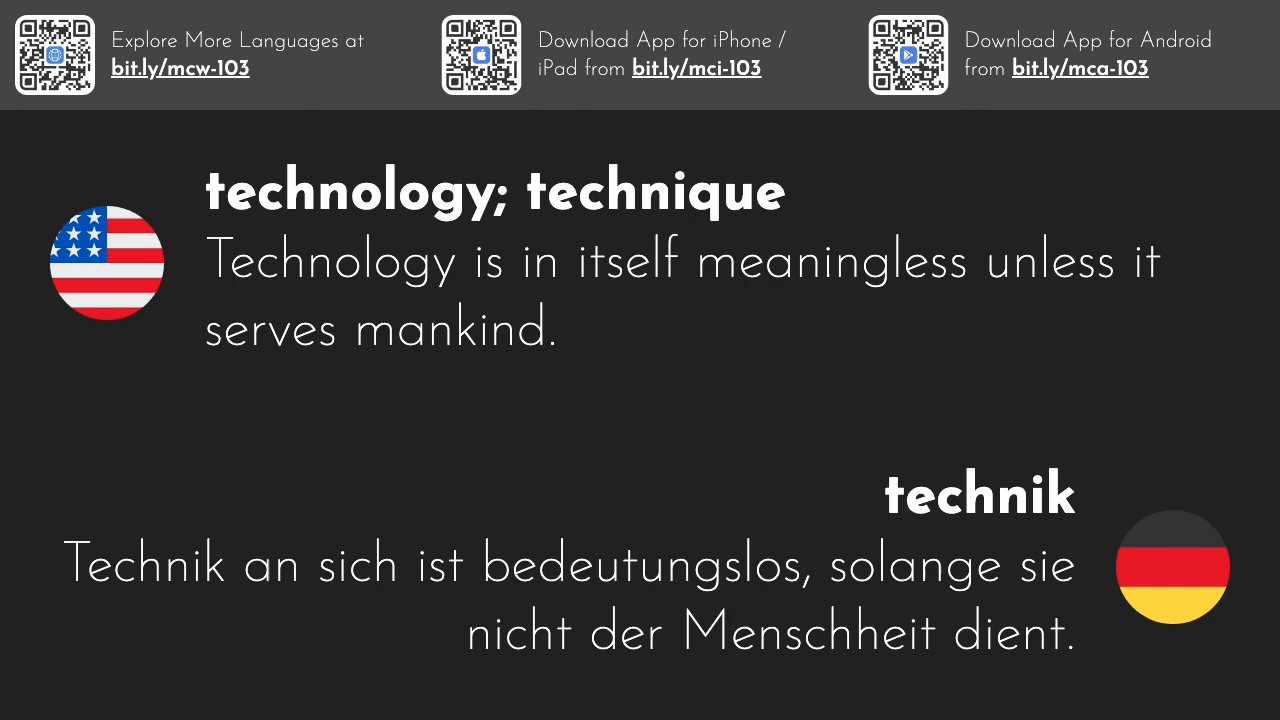 Explore More Languages at
bit.ly/mcw-103
Download App for iPhone /
iPad from bit.ly/mci-103
Download App for Android
from bit.ly/mca-103
technology; technique
Technology is in itself meaningless unless it
serves mankind.
technik
Technik an sich ist bedeutungslos, solange sie
nicht der Menschheit dient.